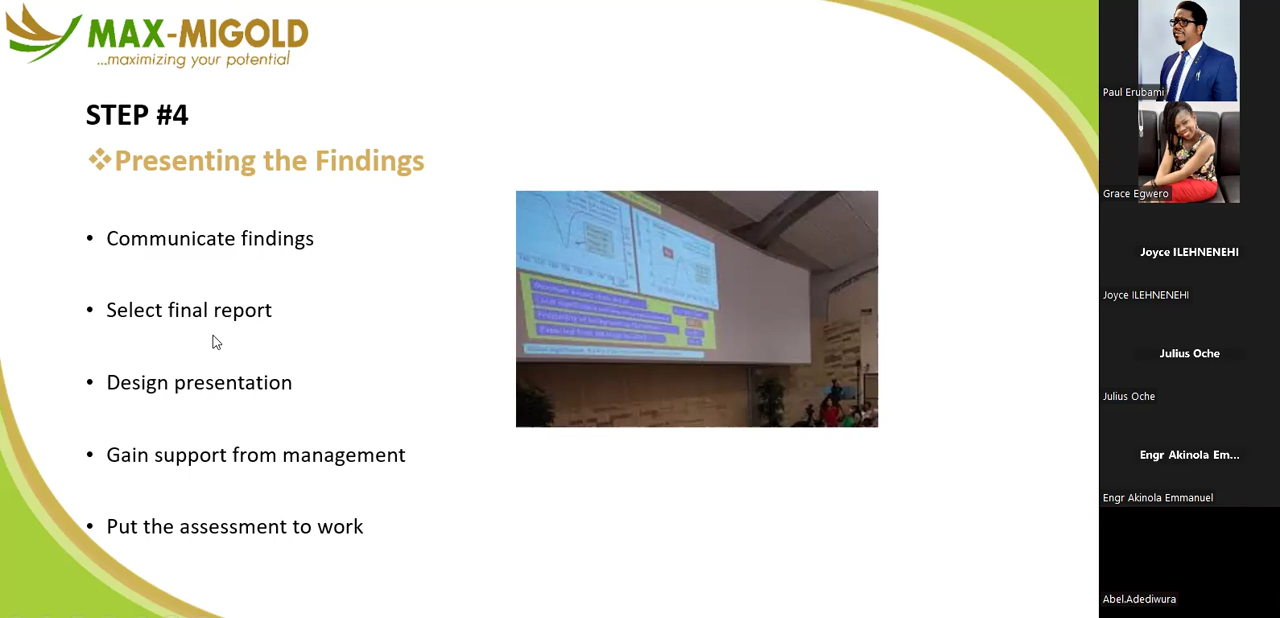 MAX-MIGOLD
...maximizing your potential
STEP #4
❖Presenting the Findings
• Communicate findings
• Select final report
• Design presentation
• Gain support from management
• Put the assessment to work
Paul Erubami
Grace Egwero
Joyce ILEHNENEHI
Joyce ILEHNENEHI
Julius Oche
Julius Oche
Engr Akinola Em...
Engr Akinola Emmanuel
Abel.Adediwura